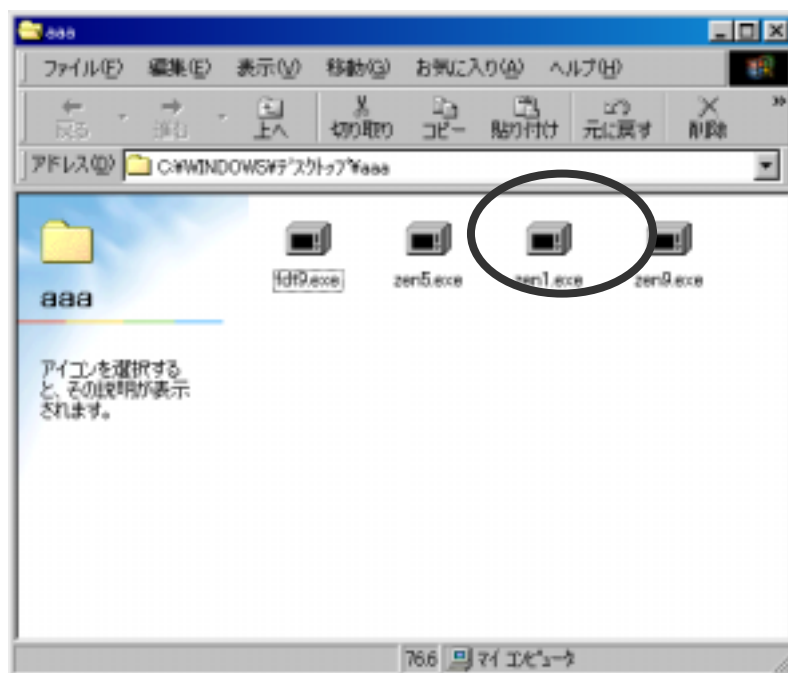 aaa
ファイル(F) 編集(E) 表示(V) 移動(G) お気に入り(A) ヘルプ(H)
戻る 進む 上へ 切り取り コピー 貼り付け 元に戻す 削除 »
アドレス(D) C:¥WINDOWS¥デスクトップ¥aaa
fdf9.exe zen5.exe zen1.exe zen9.exe
aaa
アイコンを選択する
と、その説明が表示
されます。
766 マイ コンピュータ